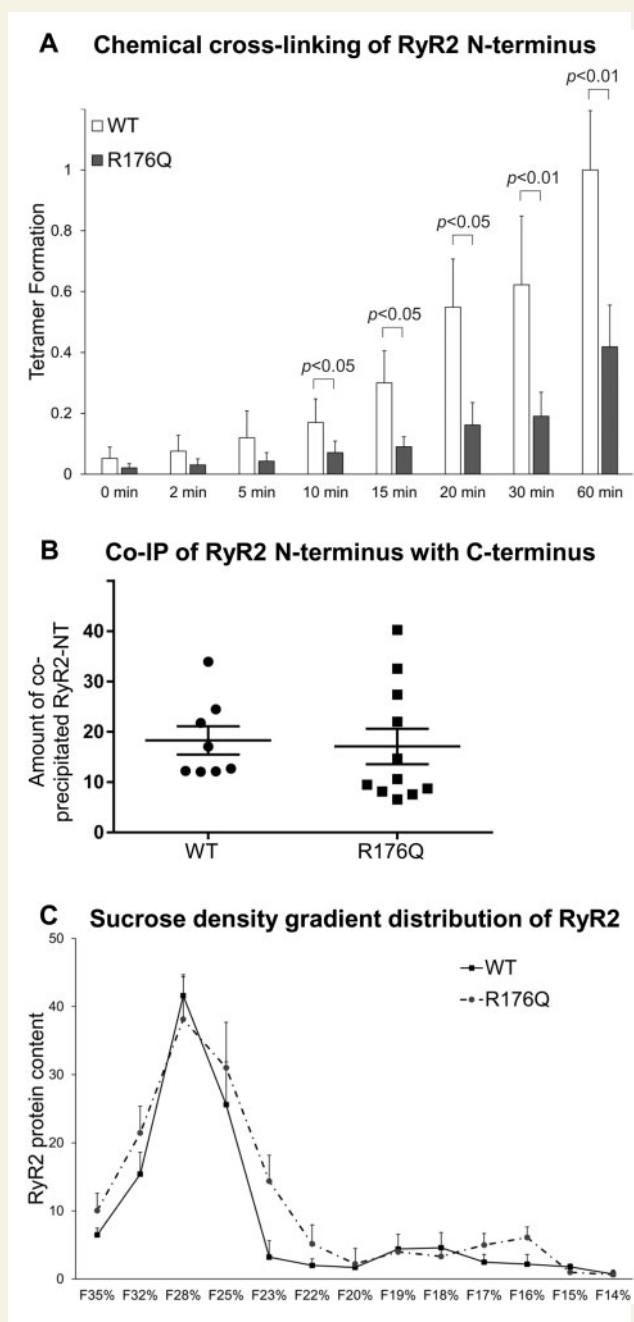 A Chemical cross-linking of RyR2 N-terminus
p<0.01
WT
R176Q
p<0.01
p<0.05
p<0.05
p<0.05
Tetramer Formation
1
0.8
0.6
0.4
0.2
0
0 min 2 min 5 min 10 min 15 min 20 min 30 min 60 min
B Co-IP of RyR2 N-terminus with C-terminus
Amount of co-
precipitated RyR2-NT
40
30
20
10
0
WT R176Q
C Sucrose density gradient distribution of RyR2
RyR2 protein content
50
40
30
20
10
0
WT
R176Q
F35% F32% F28% F25% F23% F22% F20% F19% F18% F17% F16% F15% F14%